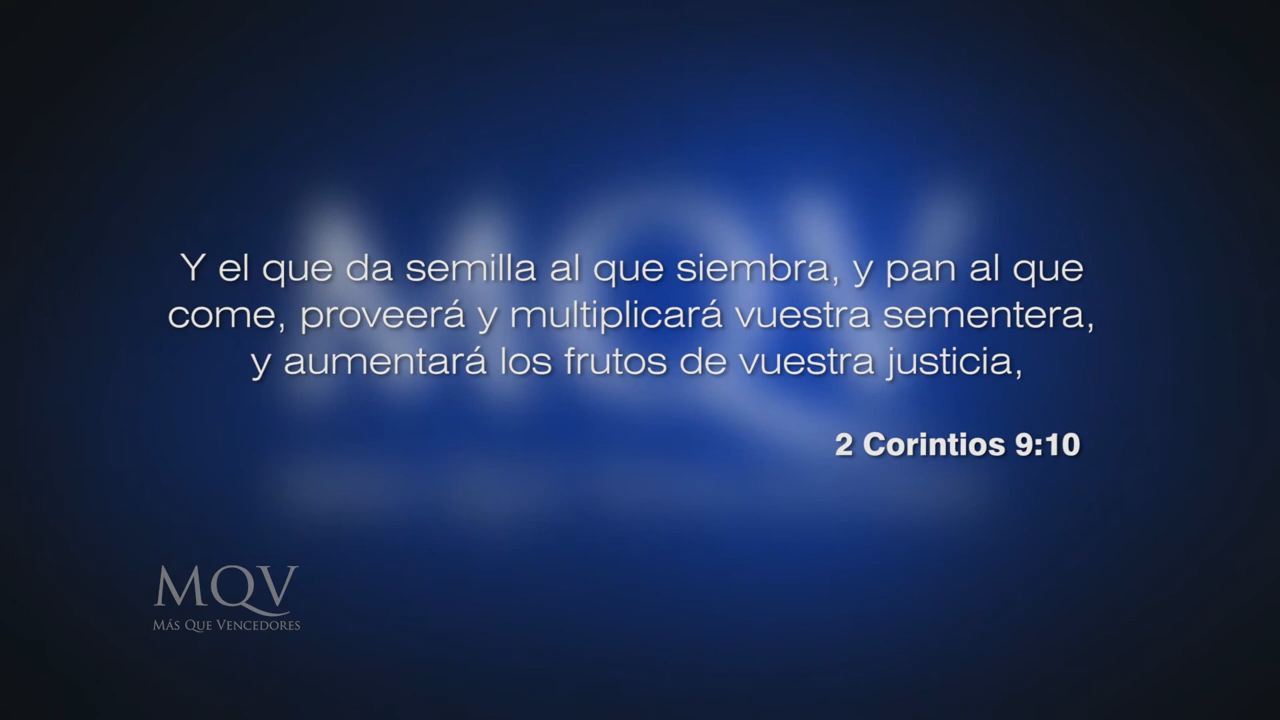 Y el que da semilla al que siembra, y pan al que
come, proveerá y multiplicará vuestra sementera,
y aumentará los frutos de vuestra justicia,
2 Corintios 9:10
MQV
Más Que Vencedores